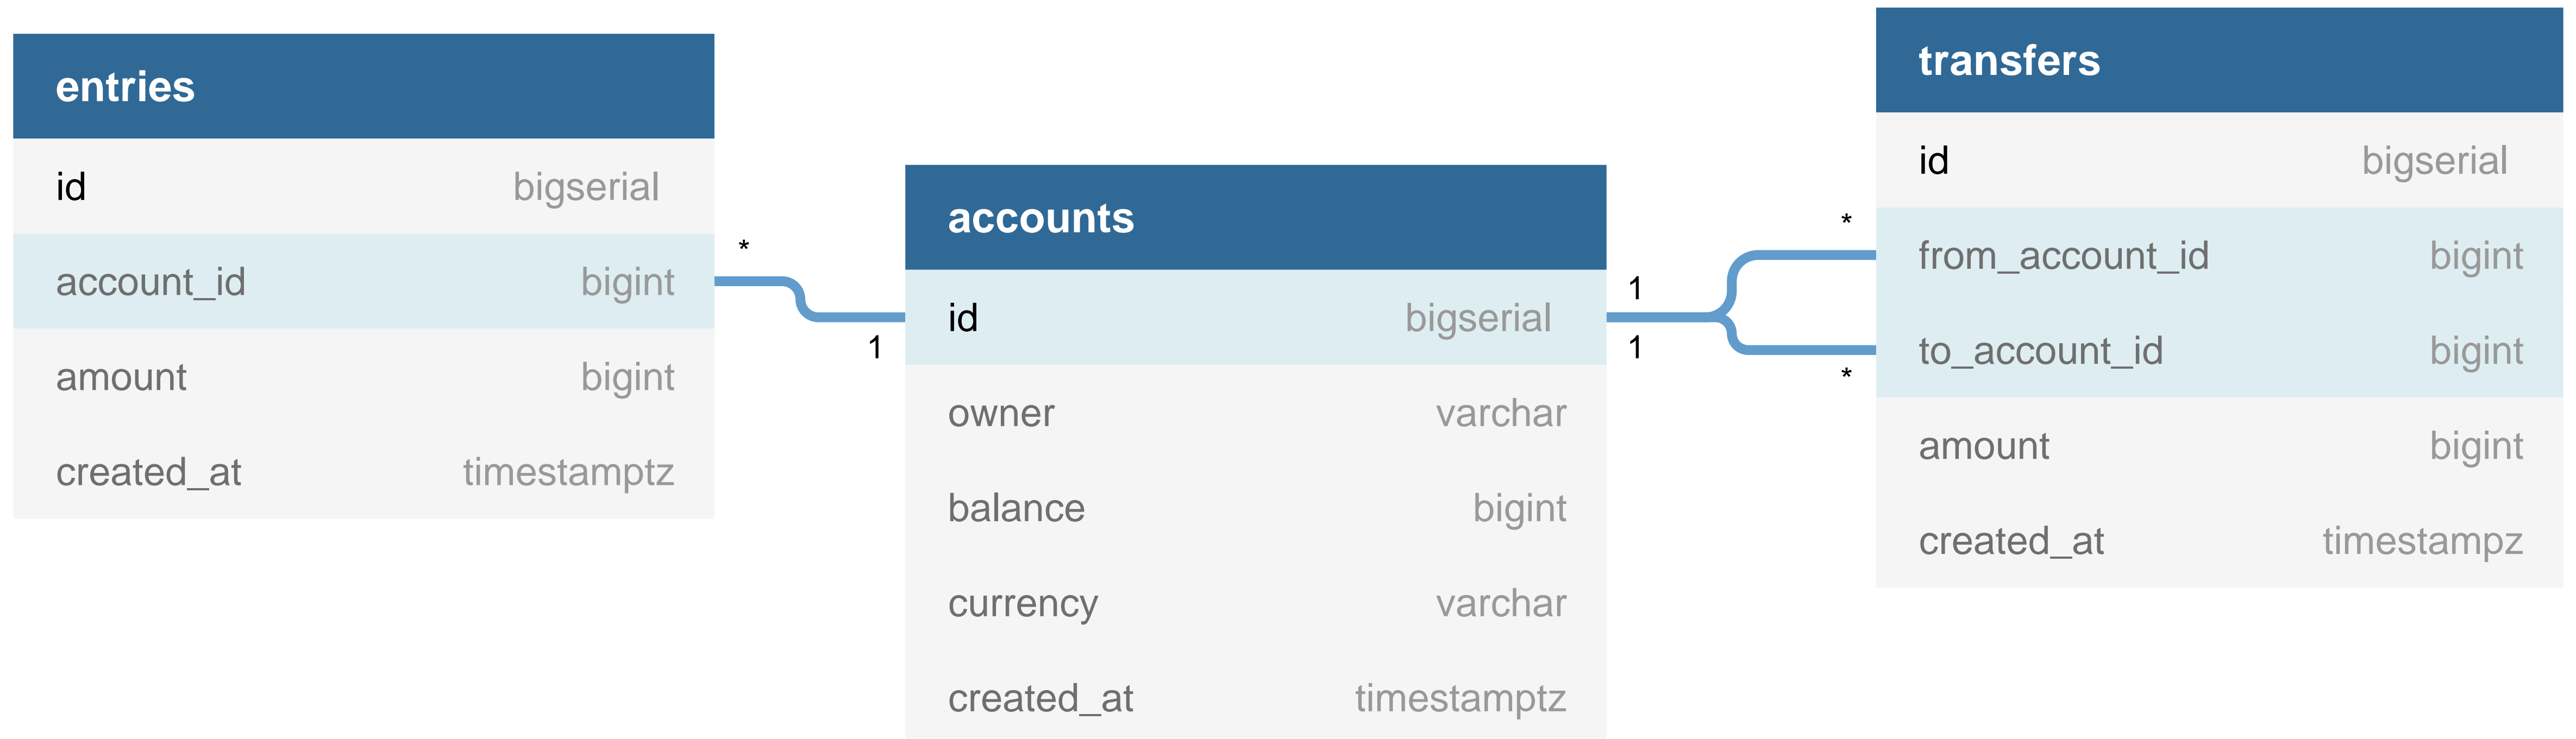 entries
id bigserial
account_id bigint
amount bigint
created_at timestamptz
*
1
accounts
id bigserial
owner varchar
balance bigint
currency varchar
created_at timestamptz
1
1
*
*
transfers
id bigserial
from_account_id bigint
to_account_id bigint
amount bigint
created_at timestampz